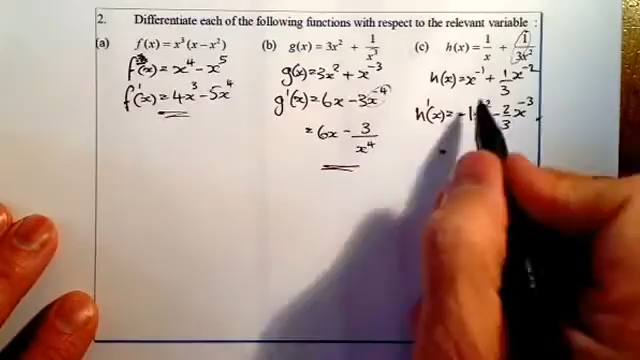 2. Differentiate each of the following functions with respect to the relevant variable :
(a) f(x) = x³(x − x²)
f(x) = x⁴ − x⁵
f'(x) = 4x³ − 5x⁴
(b) g(x) = 3x² + 1/x³
g(x) = 3x² + x⁻³
g'(x) = 6x − 3x⁻⁴
= 6x − 3/x⁴
(c) h(x) = 1/x + 1/3x²
h(x) = x⁻¹ + 1/3 x⁻²
h'(x) = −1 − 2/3 x⁻³